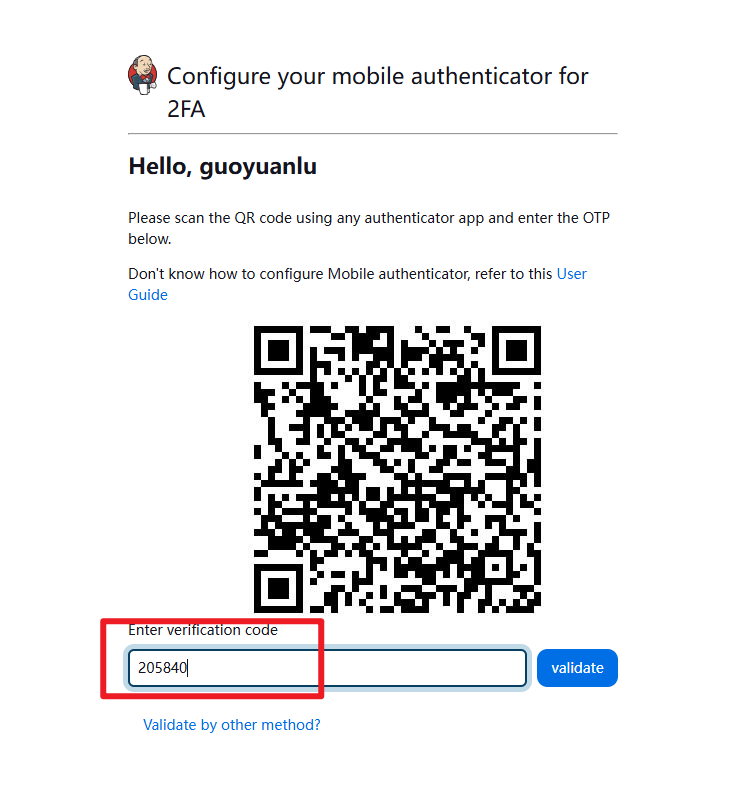 Configure your mobile authenticator for
2FA
Hello, guoyuanlu
Please scan the QR code using any authenticator app and enter the OTP
below.
Don't know how to configure Mobile authenticator, refer to this User
Guide
Enter verification code
205840
validate
Validate by other method?